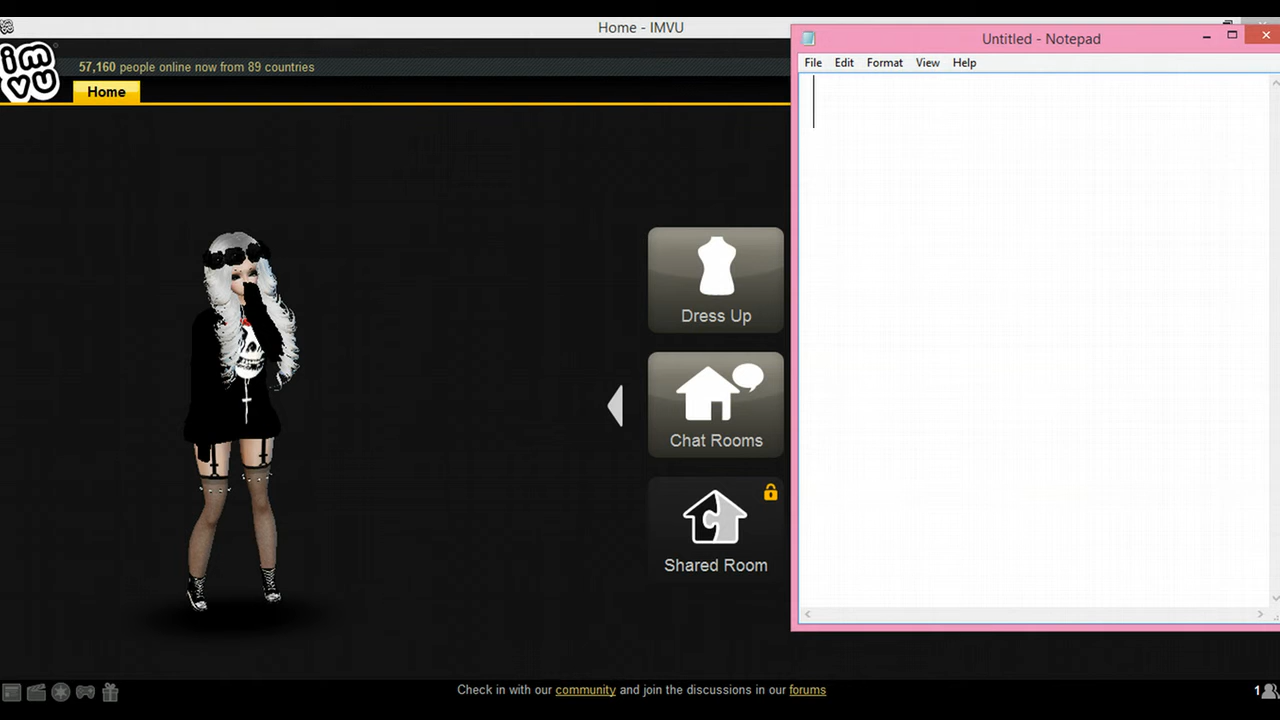 Home - IMVU
imvu
57,160 people online now from 89 countries
Home
Dress Up
Chat Rooms
Shared Room
Untitled - Notepad
File Edit Format View Help
Check in with our community and join the discussions in our forums
1